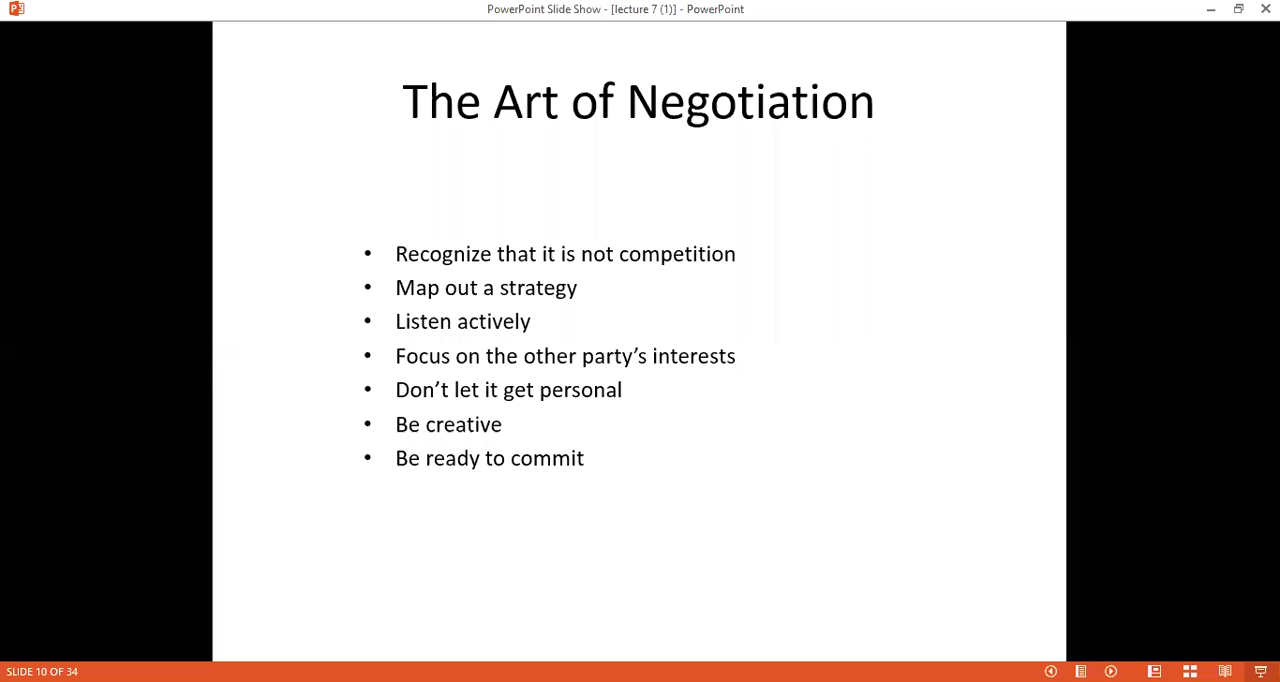 PowerPoint Slide Show - [lecture 7 (1)] - PowerPoint
The Art of Negotiation
• Recognize that it is not competition
• Map out a strategy
• Listen actively
• Focus on the other party’s interests
• Don’t let it get personal
• Be creative
• Be ready to commit
SLIDE 10 OF 34